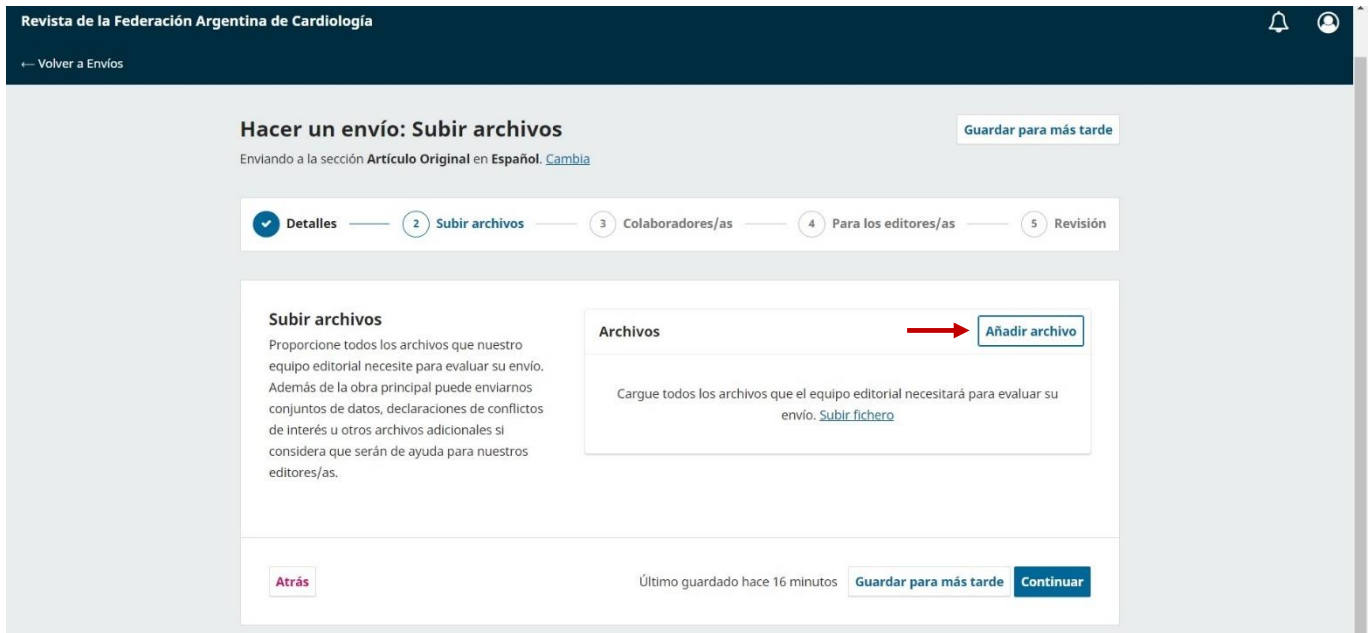 Revista de la Federación Argentina de Cardiología
← Volver a Envíos
Hacer un envío: Subir archivos
Guardar para más tarde
Enviando a la sección Artículo Original en Español. Cambia
Detalles
2 Subir archivos
3 Colaboradores/as
4 Para los editores/as
5 Revisión
Subir archivos
Proporcione todos los archivos que nuestro
equipo editorial necesite para evaluar su envío.
Además de la obra principal puede enviarnos
conjuntos de datos, declaraciones de conflictos
de interés u otros archivos adicionales si
considera que serán de ayuda para nuestros
editores/as.
Archivos
Añadir archivo
Cargue todos los archivos que el equipo editorial necesitará para evaluar su
envío. Subir fichero
Atrás
Último guardado hace 16 minutos
Guardar para más tarde
Continuar